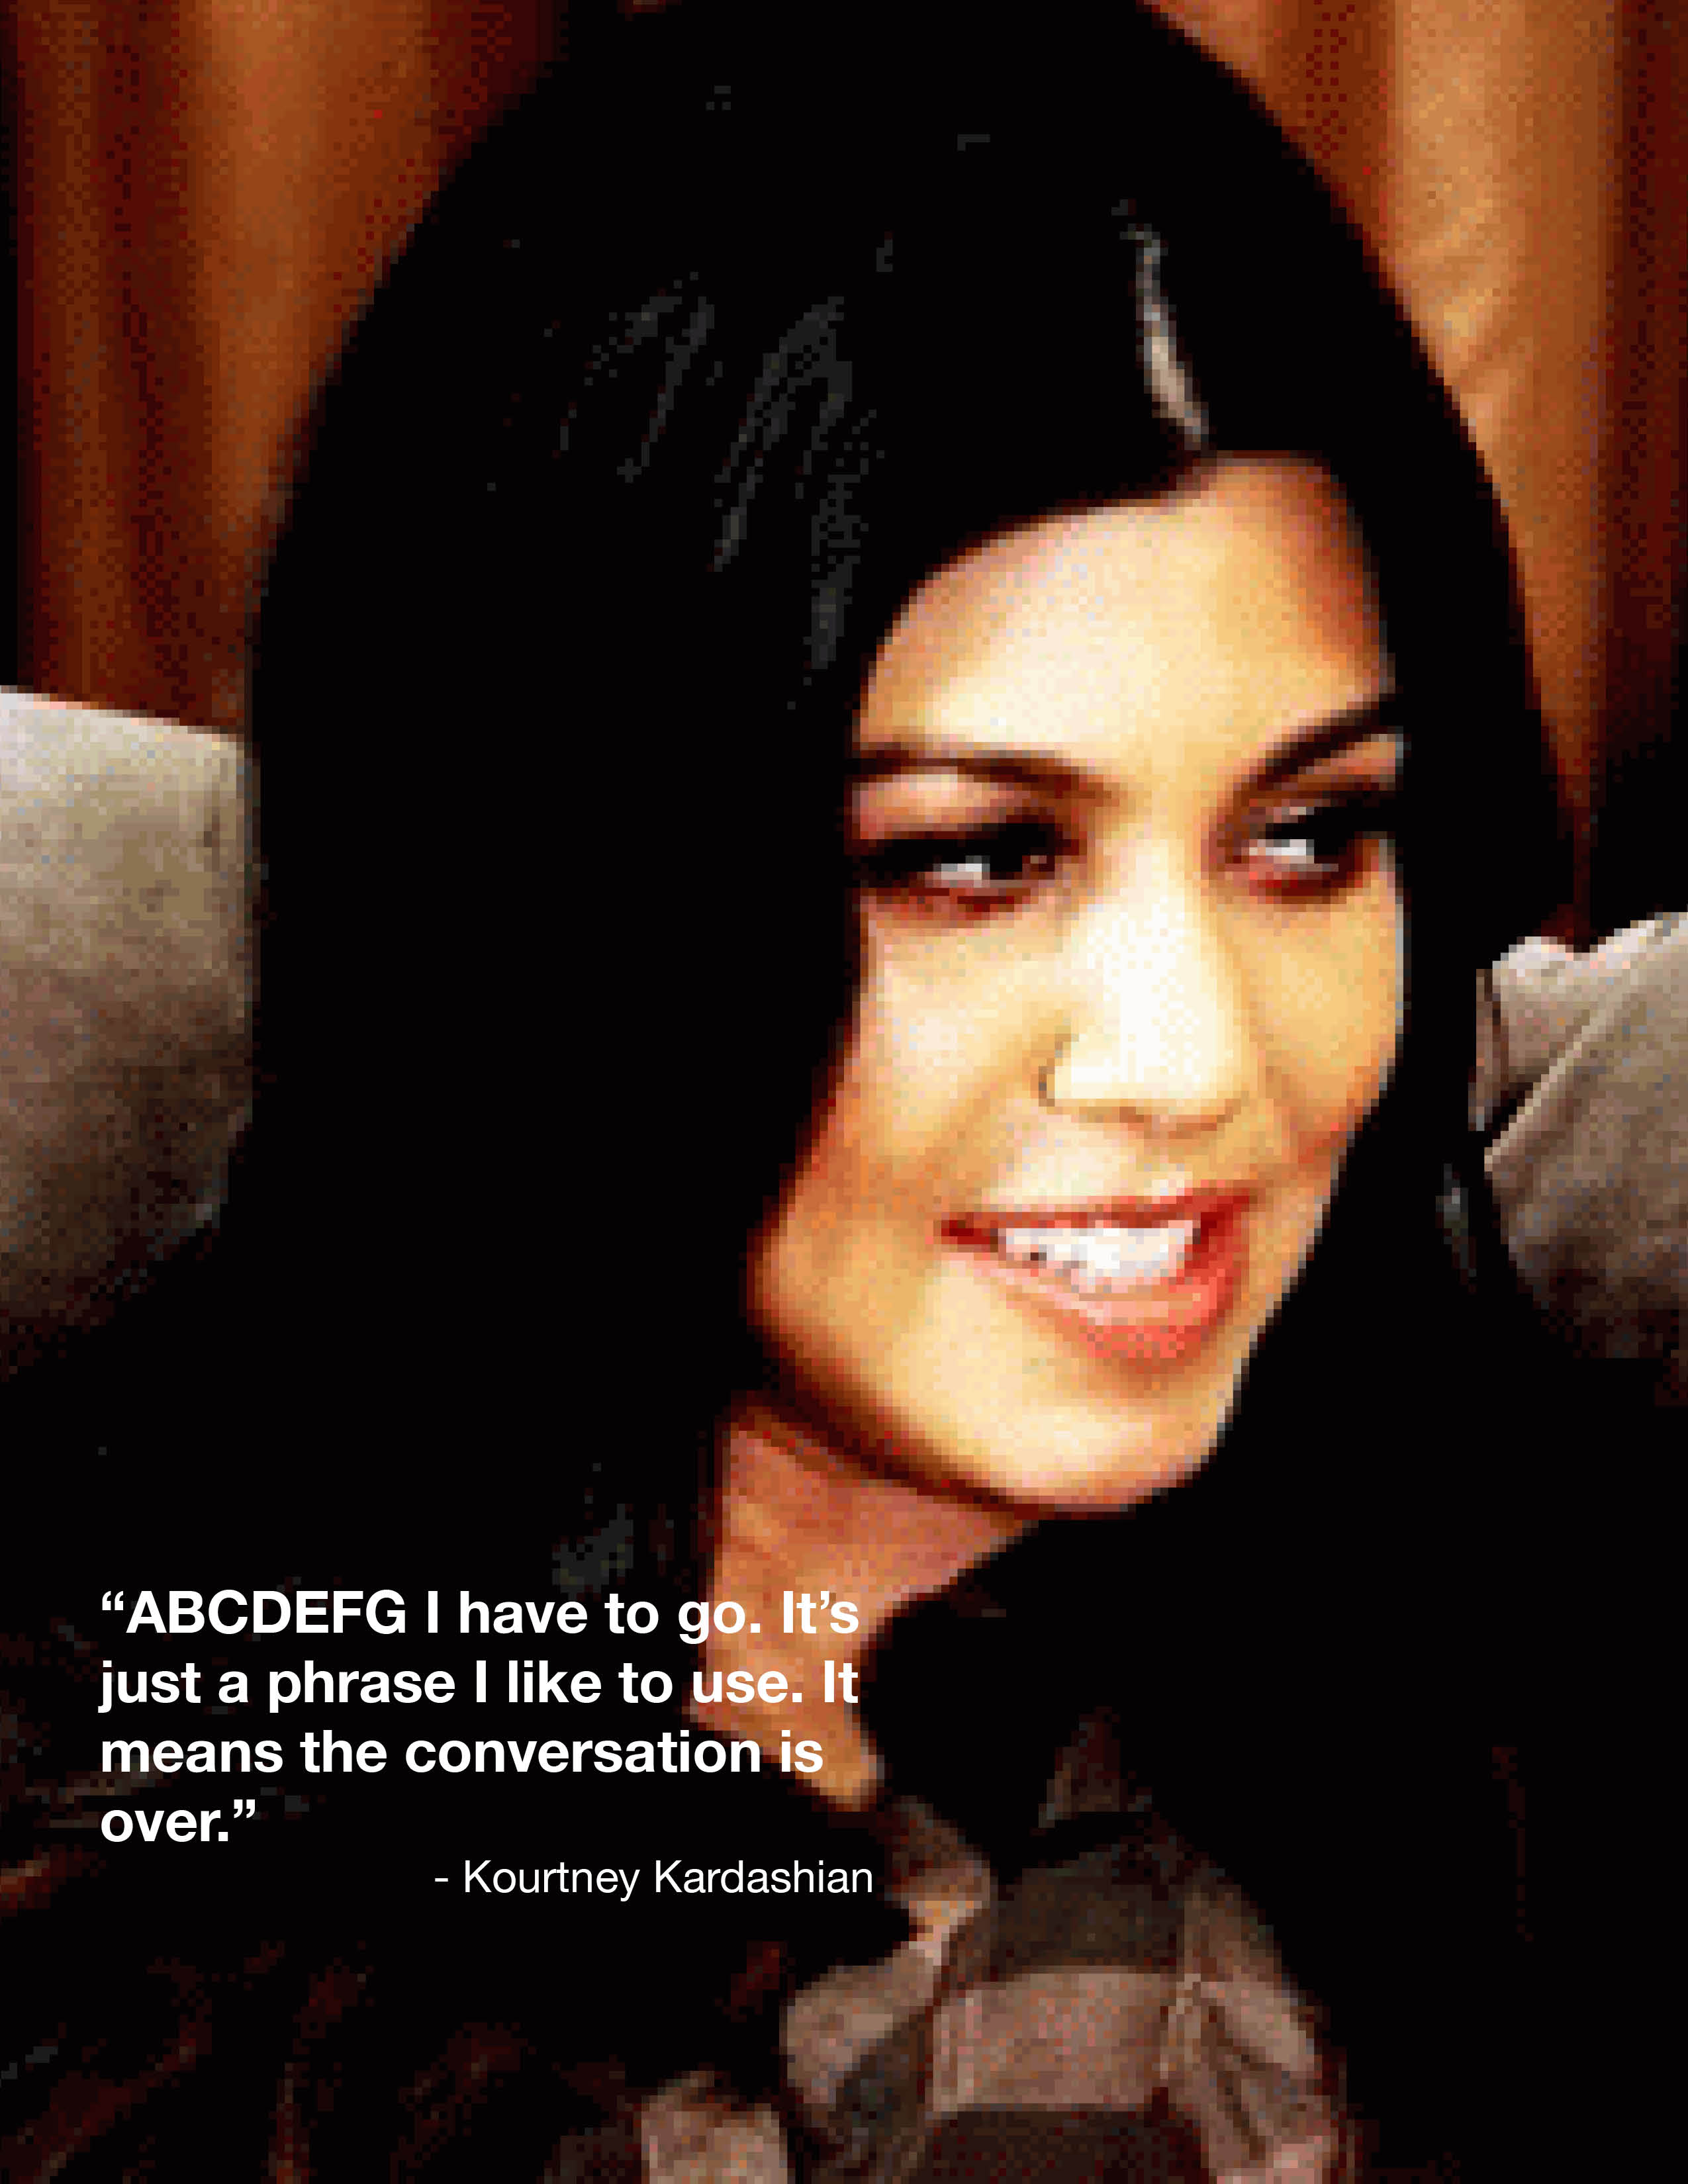 “ABCDEFG I have to go. It’s
just a phrase I like to use. It
means the conversation is
over.”
- Kourtney Kardashian